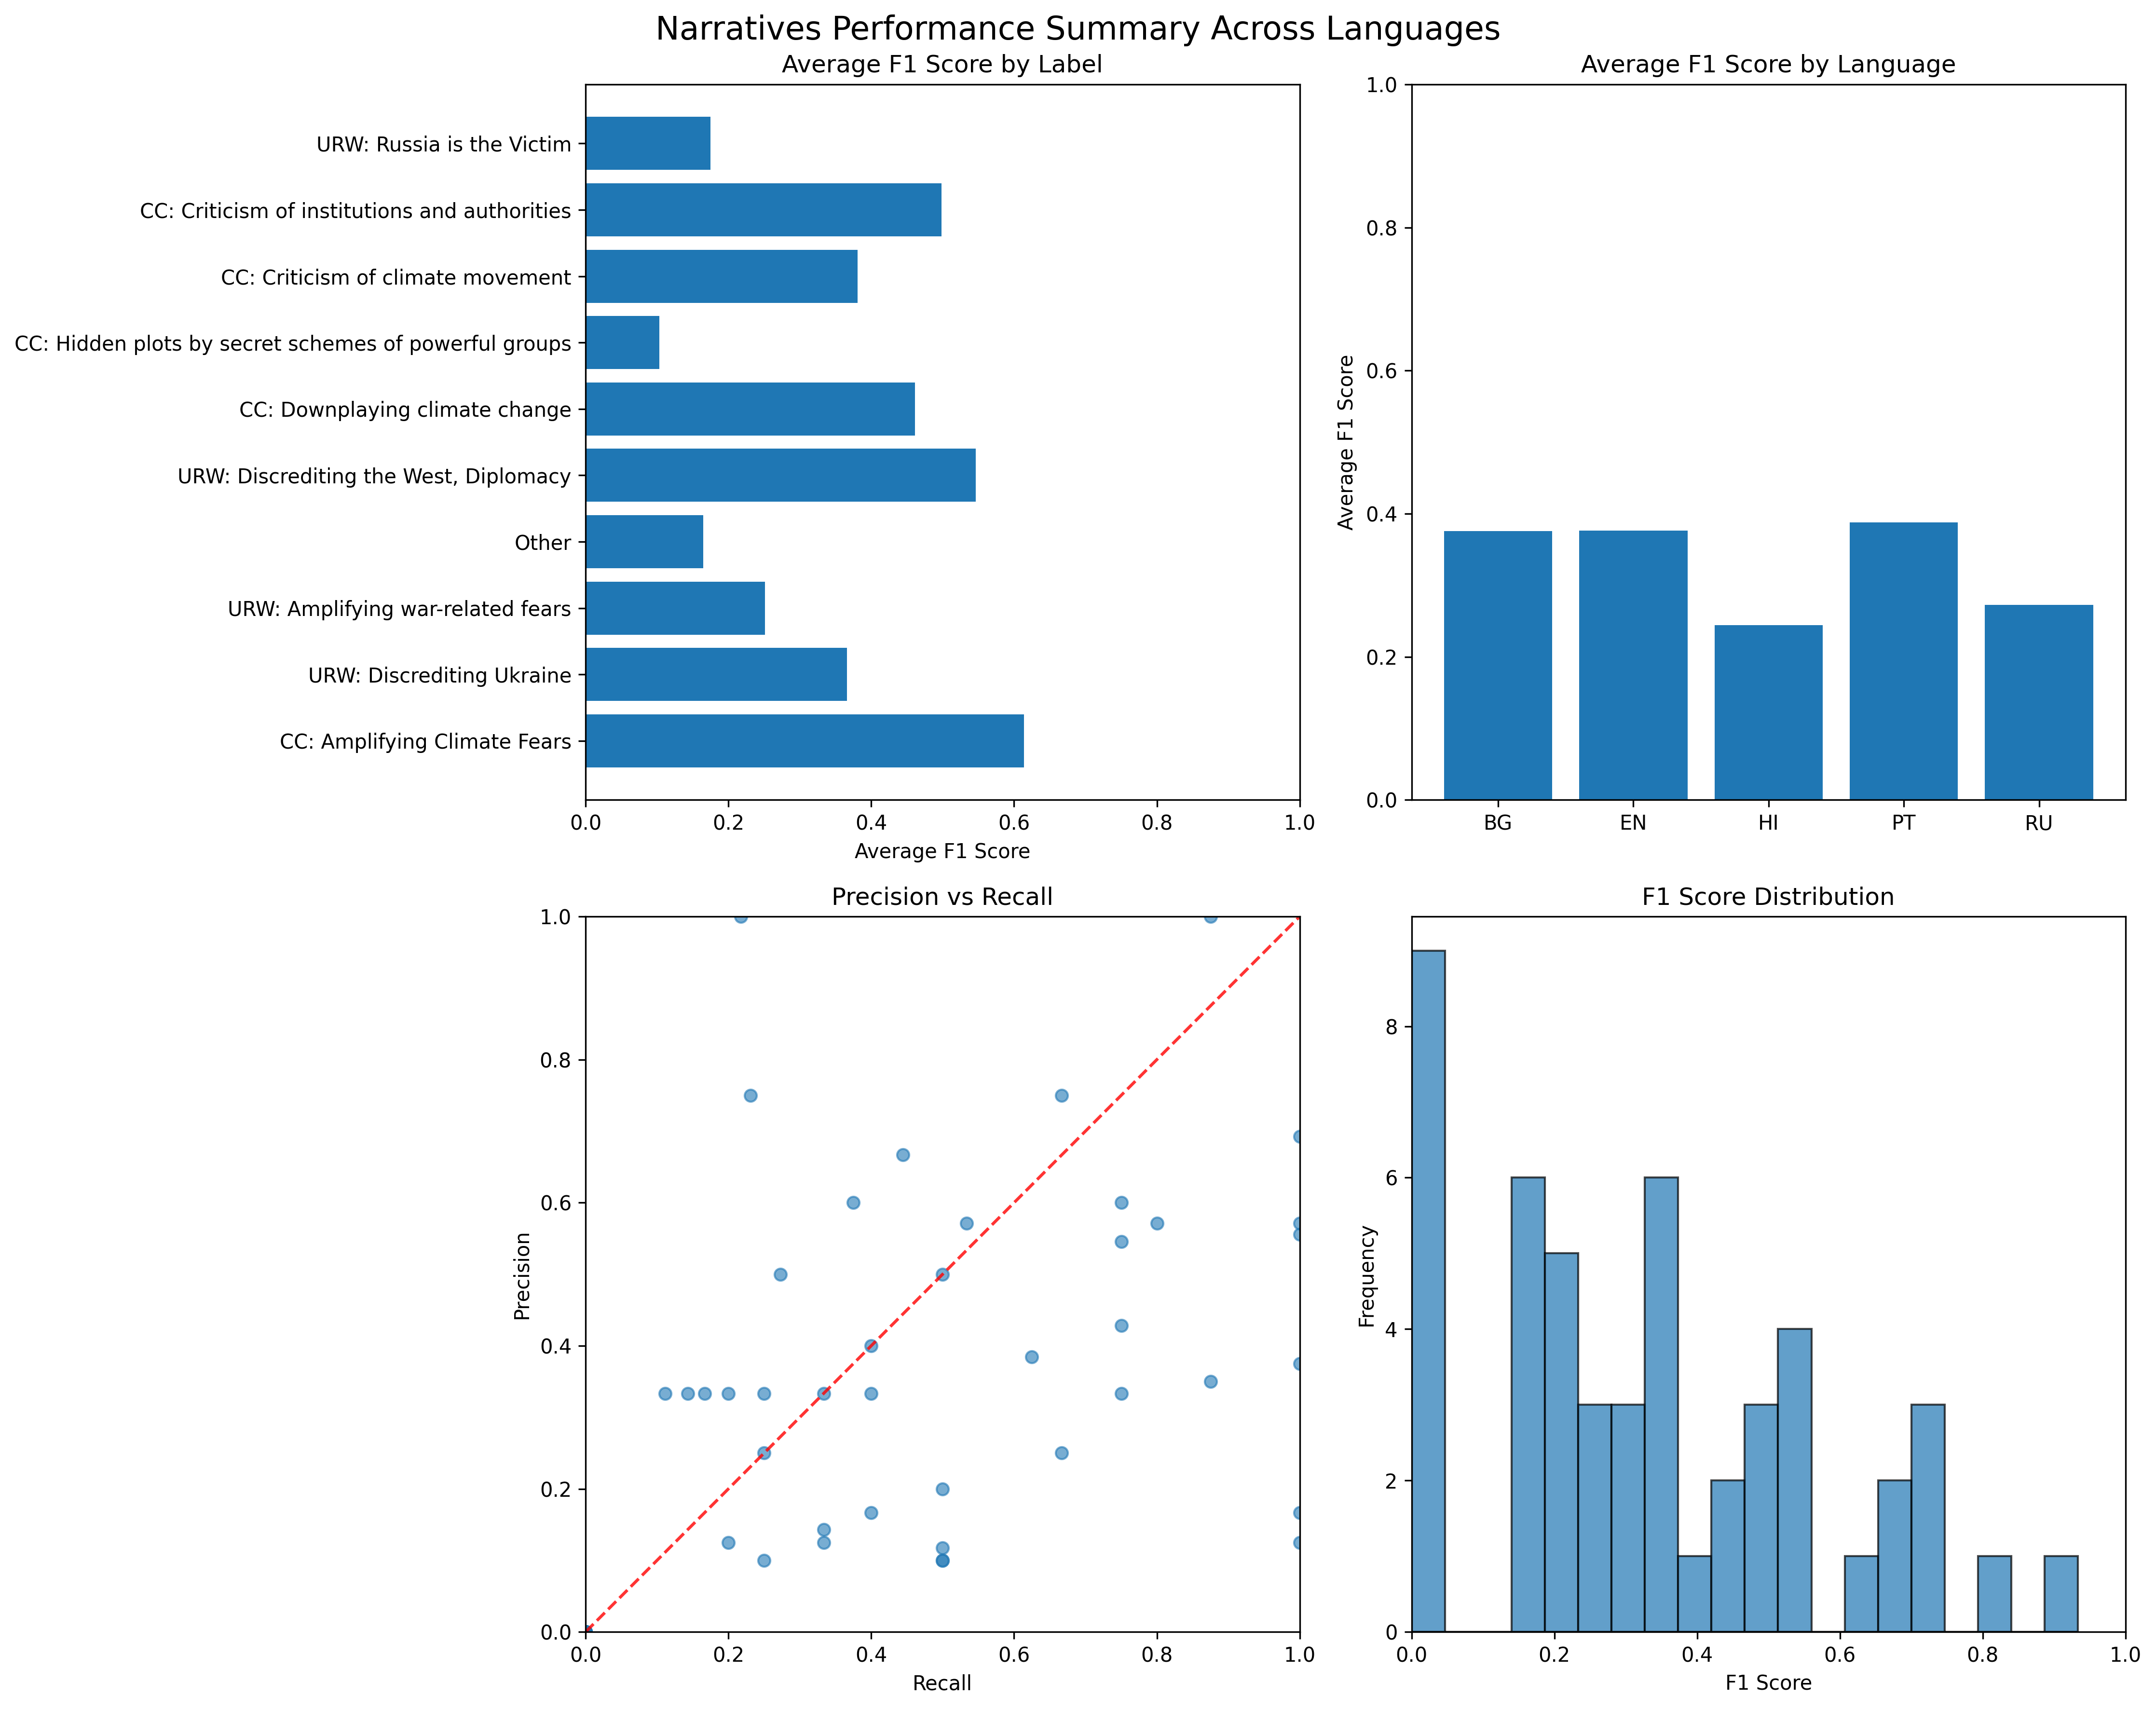 Narratives Performance Summary Across Languages
Average F1 Score by Label
URW: Russia is the Victim
CC: Criticism of institutions and authorities
CC: Criticism of climate movement
CC: Hidden plots by secret schemes of powerful groups
CC: Downplaying climate change
URW: Discrediting the West, Diplomacy
Other
URW: Amplifying war-related fears
URW: Discrediting Ukraine
CC: Amplifying Climate Fears
0.0 0.2 0.4 0.6 0.8 1.0
Average F1 Score
Average F1 Score by Language
Average F1 Score
1.0
0.8
0.6
0.4
0.2
0.0
BG EN HI PT RU
Precision vs Recall
Precision
1.0
0.8
0.6
0.4
0.2
0.0
0.0 0.2 0.4 0.6 0.8 1.0
Recall
F1 Score Distribution
Frequency
8
6
4
2
0
0.0 0.2 0.4 0.6 0.8 1.0
F1 Score